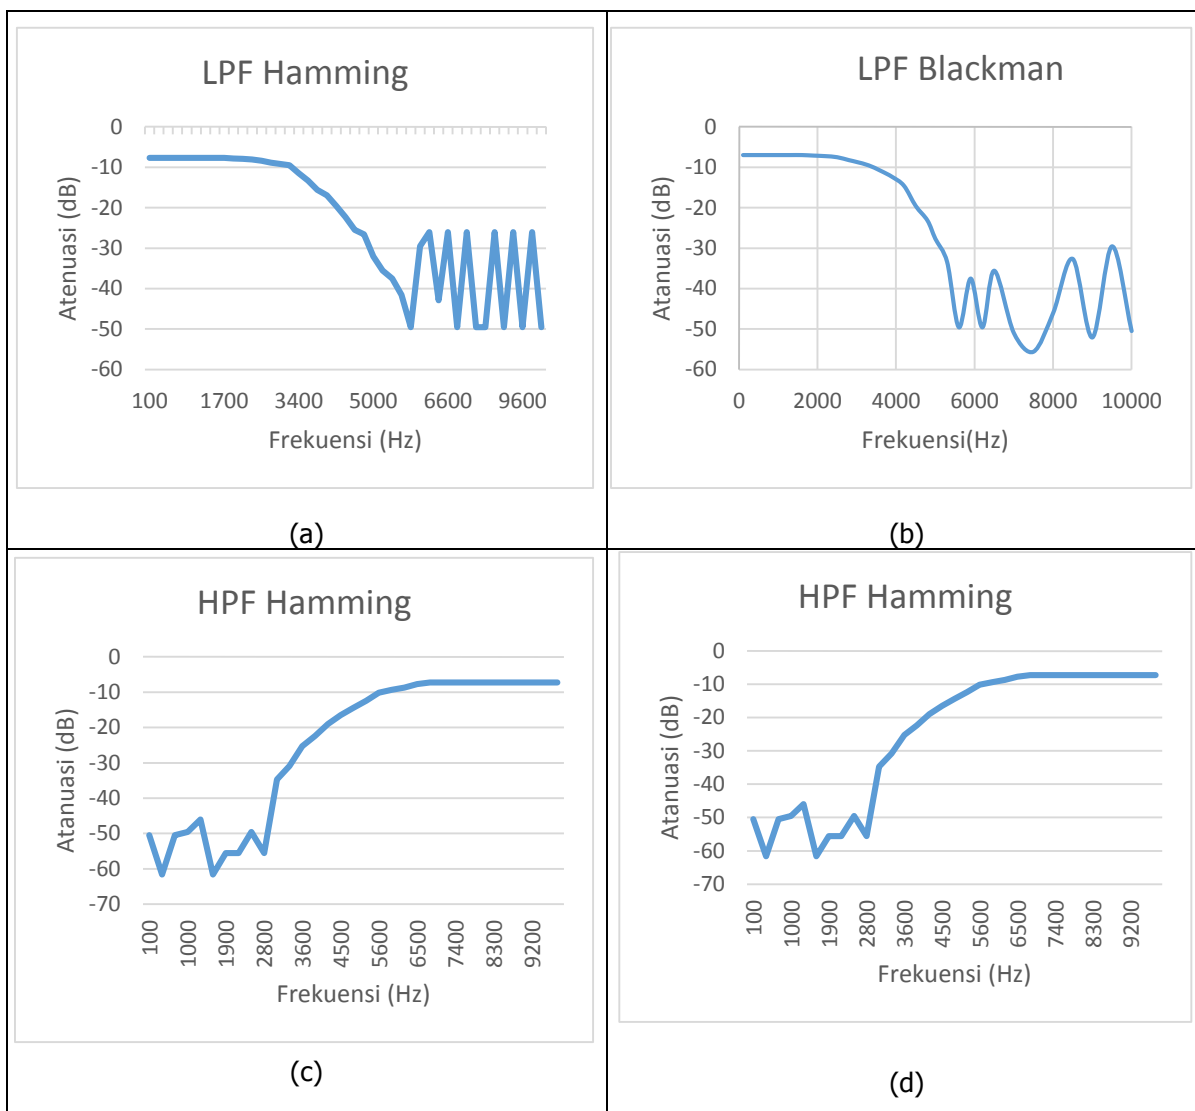 LPF Hamming
0
-10
-20
-30
-40
-50
-60
Atenuasi (dB)
100 1700 3400 5000 6600 9600
Frekuensi (Hz)
(a)
LPF Blackman
0
-10
-20
-30
-40
-50
-60
Atanuasi (dB)
0 2000 4000 6000 8000 10000
Frekuensi(Hz)
(b)
HPF Hamming
0
-10
-20
-30
-40
-50
-60
-70
Atanuasi (dB)
100 1000 1900 2800 3600 4500 5600 6500 7400 8300 9200
Frekuensi (Hz)
(c)
HPF Hamming
0
-10
-20
-30
-40
-50
-60
-70
Atanuasi (dB)
100 1000 1900 2800 3600 4500 5600 6500 7400 8300 9200
Frekuensi (Hz)
(d)